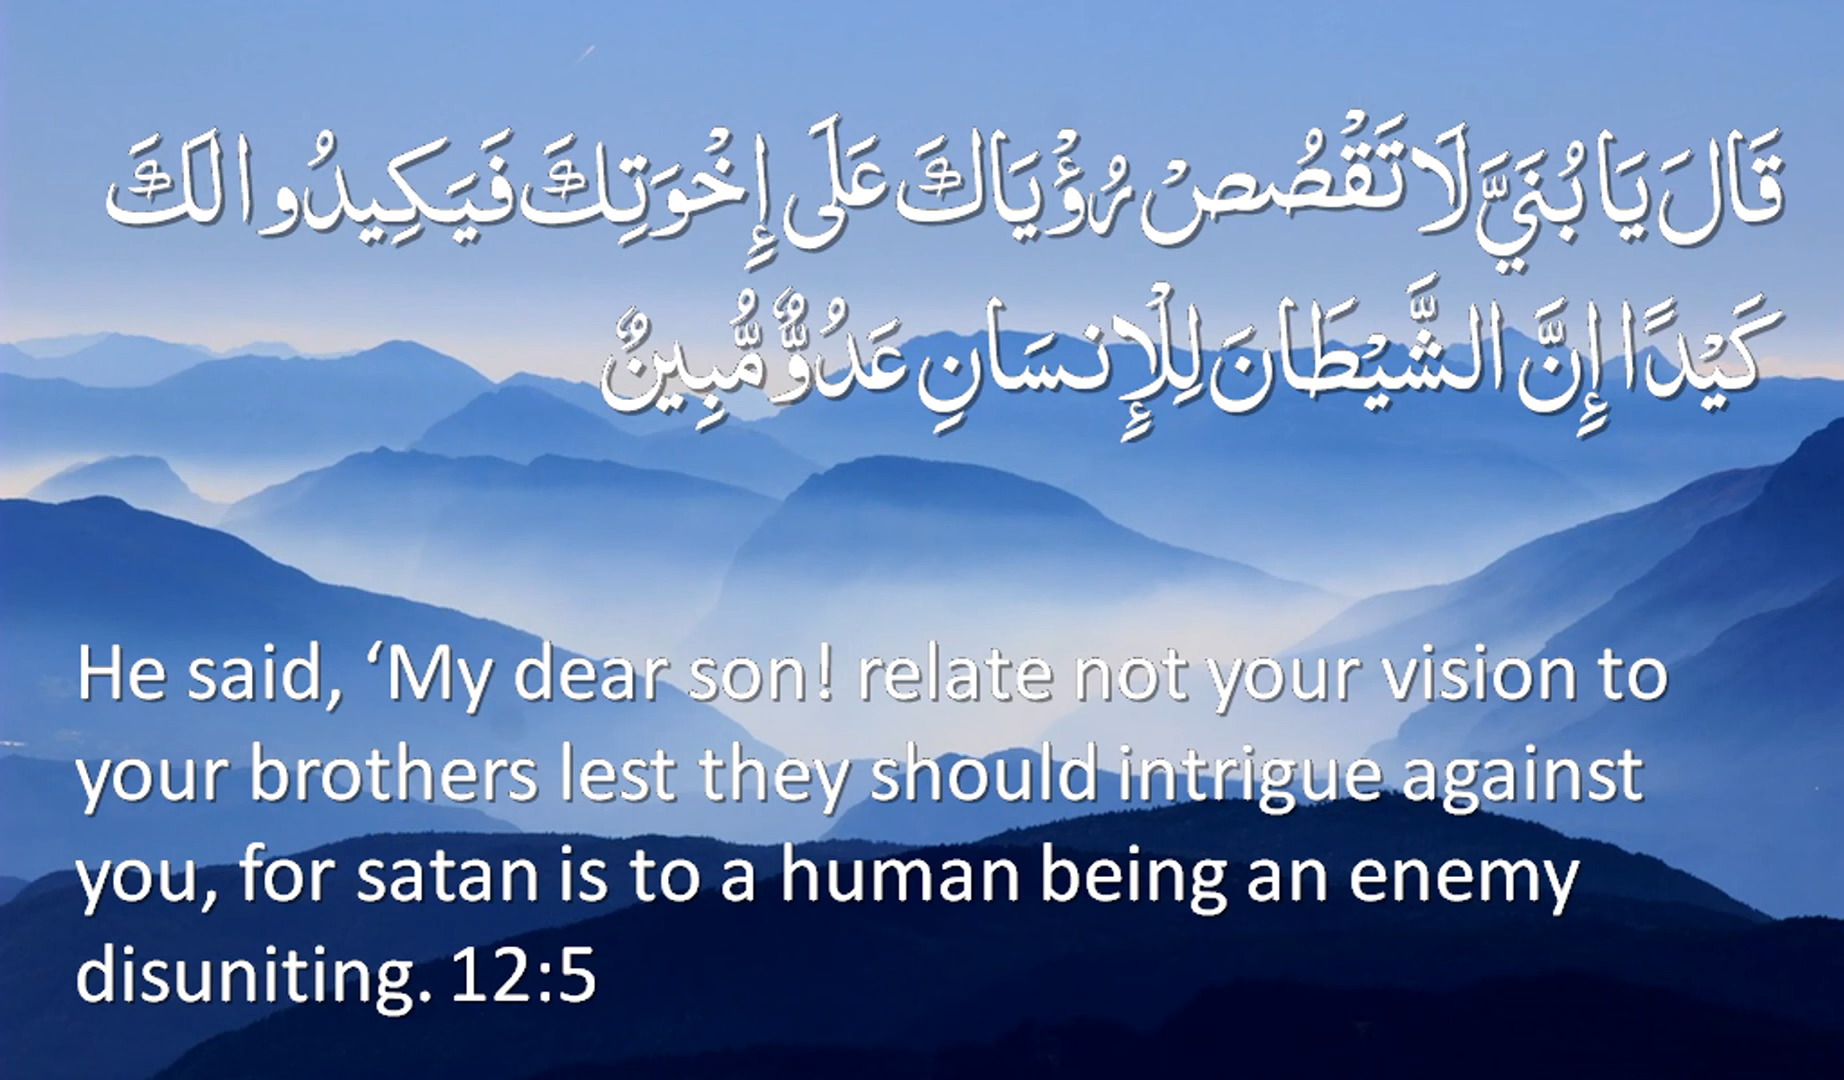 قَالَ يَا بُنَيَّ لَا تَقْصُصْ رُؤْيَاكَ عَلَى إِخْوَتِكَ فَيَكِيدُوا لَكَ
كَيْدًا إِنَّ الشَّيْطَانَ لِلْإِنسَانِ عَدُوٌّ مُّبِينٌ
He said, ‘My dear son! relate not your vision to
your brothers lest they should intrigue against
you, for satan is to a human being an enemy
disuniting. 12:5